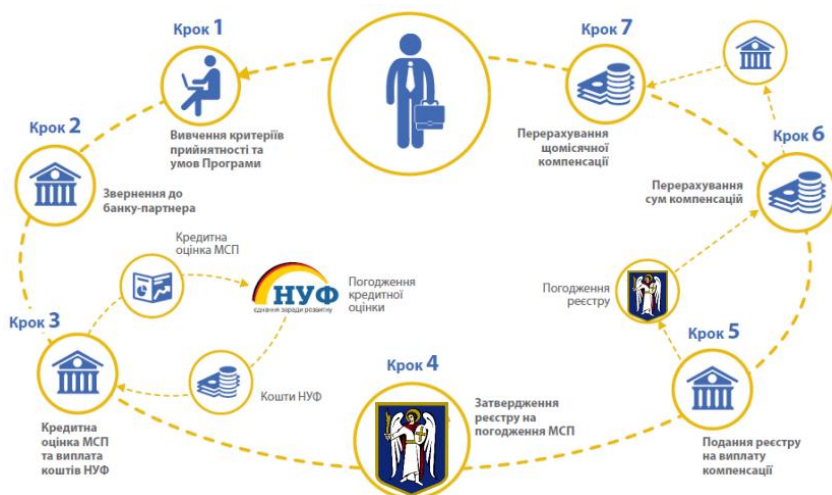 Крок 1
Вивчення критеріїв
прийнятності та
умов Програми
Крок 2
Звернення до
банку-партнера
Крок 3
Кредитна
оцінка МСП
та виплата
коштів НУФ
Кредитна
оцінка МСП
НУФ
єднання заради розвитку
Погодження
кредитної
оцінки
Кошти НУФ
Крок 4
Затвердження
реєстру на
погодження МСП
Крок 5
Подання реєстру
на виплату
компенсації
Погодження
реєстру
Крок 6
Перерахування
сум компенсацій
Крок 7
Перерахування
щомісячної
компенсації